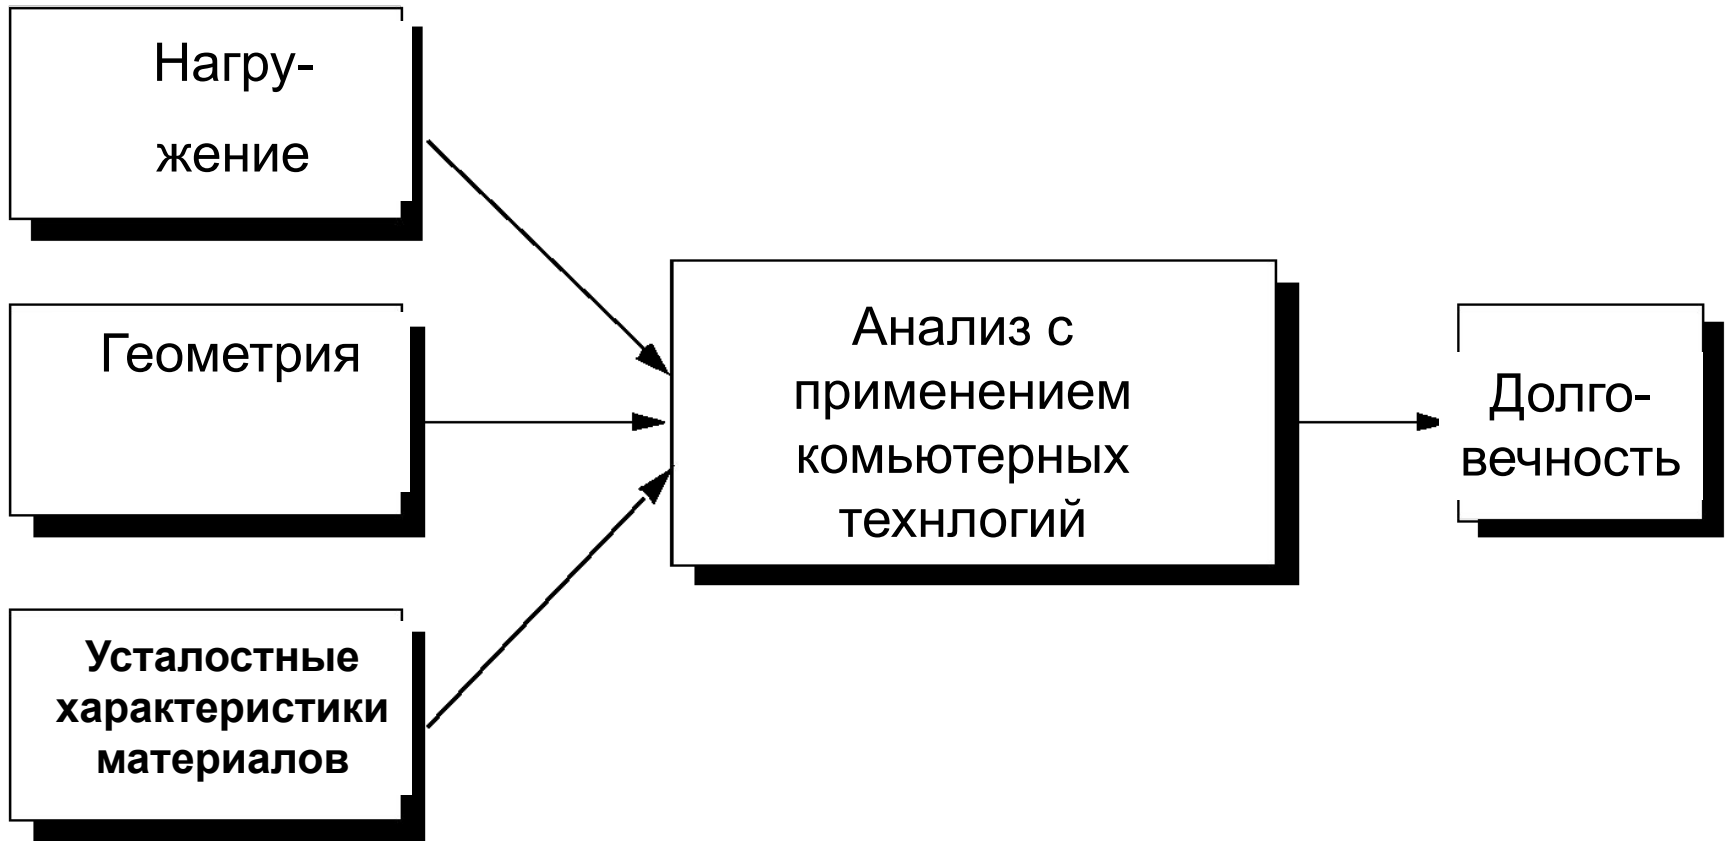 Нагру-
жение
Геометрия
Усталостные
характеристики
материалов
Анализ с
применением
комьютерных
технлогий
Долго-
вечность